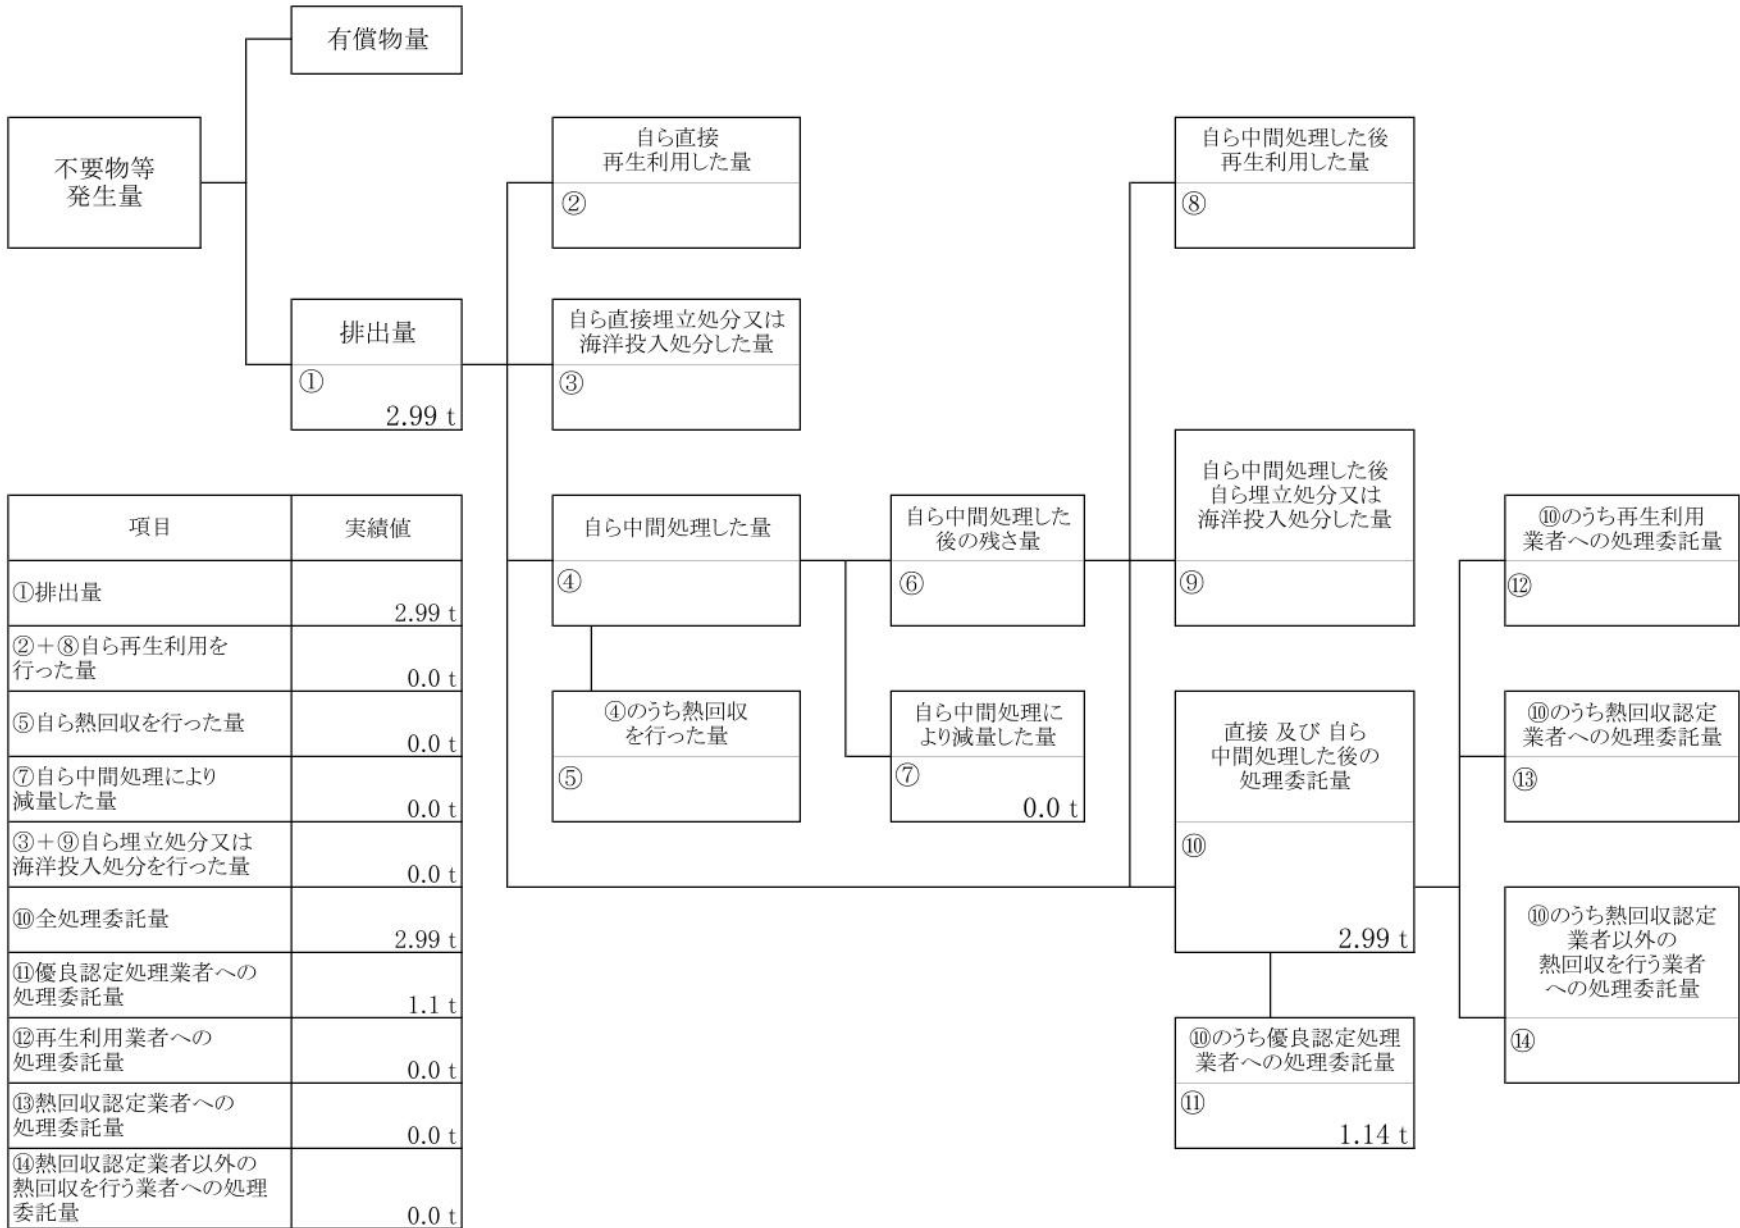 有償物量
不要物等
発生量
排出量
①
2.99 t
自ら直接
再生利用した量
②
自ら直接埋立処分又は
海洋投入処分した量
③
自ら中間処理した量
④
④のうち熱回収
を行った量
⑤
自ら中間処理した
後の残さ量
⑥
自ら中間処理に
より減量した量
⑦
0.0 t
自ら中間処理した後
再生利用した量
⑧
自ら中間処理した後
自ら埋立処分又は
海洋投入処分した量
⑨
直接 及び 自ら
中間処理した後の
処理委託量
⑩
2.99 t
⑩のうち優良認定処理
業者への処理委託量
⑪
1.14 t
⑩のうち再生利用
業者への処理委託量
⑫
⑩のうち熱回収認定
業者への処理委託量
⑬
⑩のうち熱回収認定
業者以外の
熱回収を行う業者
への処理委託量
⑭
項目 実績値
①排出量
2.99 t
②＋⑧自ら再生利用を
行った量
0.0 t
⑤自ら熱回収を行った量
0.0 t
⑦自ら中間処理により
減量した量
0.0 t
③＋⑨自ら埋立処分又は
海洋投入処分を行った量
0.0 t
⑩全処理委託量
2.99 t
⑪優良認定処理業者への
処理委託量
1.1 t
⑫再生利用業者への
処理委託量
0.0 t
⑬熱回収認定業者への
処理委託量
0.0 t
⑭熱回収認定業者以外の
熱回収を行う業者への処理
委託量
0.0 t